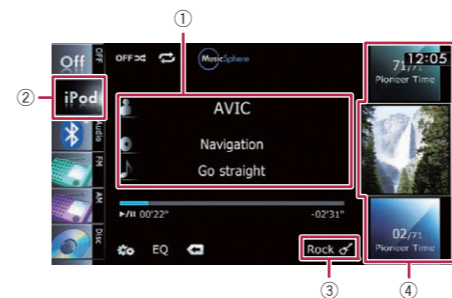 ①
②
③
④
Off
OFF
iPod
Audio
FM
AM
Disc
OFF
MusicSphere
AVIC
Navigation
Go straight
►/II 00'22"
-02'31"
EQ
Rock
12:05
71/71
Pioneer Time
02/71
Pioneer Time